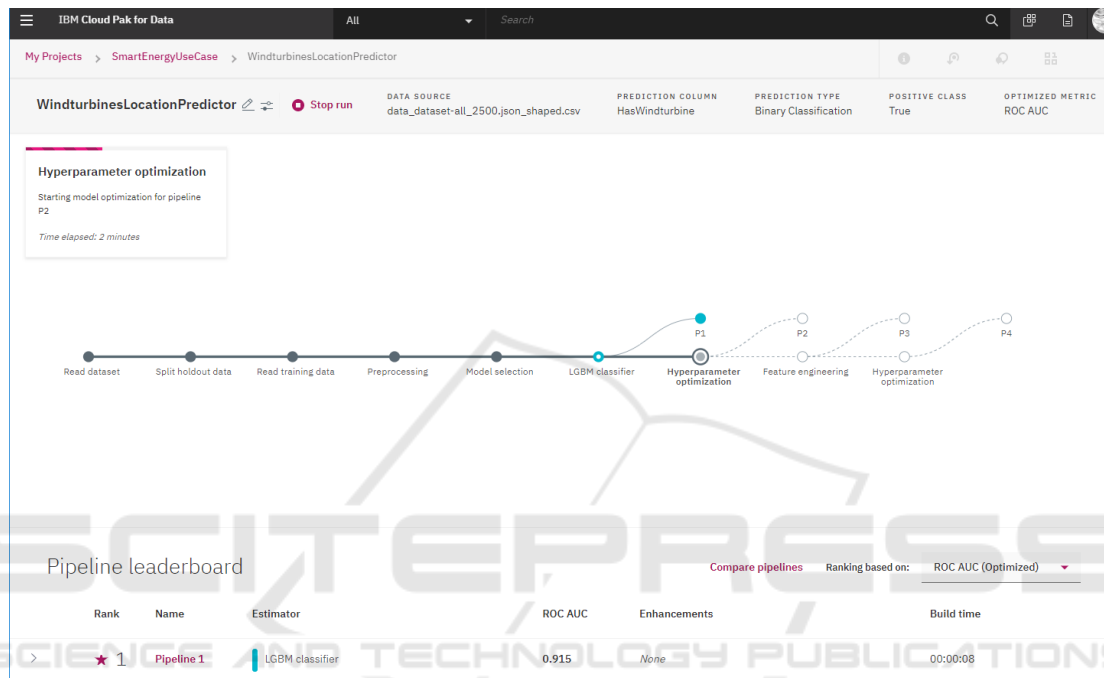 IBM Cloud Pak for Data All Search
My Projects > SmartEnergyUseCase > WindturbinesLocationPredictor
WindturbinesLocationPredictor Stop run
DATA SOURCE PREDICTION COLUMN PREDICTION TYPE POSITIVE CLASS OPTIMIZED METRIC
data_dataset-all_2500.json_shaped.csv HasWindturbine Binary Classification True ROC AUC
Hyperparameter optimization
Starting model optimization for pipeline
P2
Time elapsed: 2 minutes
P1 P2 P3 P4
Read dataset Split holdout data Read training data Preprocessing Model selection LGBM classifier Hyperparameter Feature engineering Hyperparameter
optimization optimization
SCITEPRESS
Pipeline leaderboard
Compare pipelines Ranking based on: ROC AUC (Optimized)
Rank Name Estimator ROC AUC Enhancements Build time
SCIENCE AND TECHNOLOGY PUBLICATIONS
1 Pipeline 1 LGBM classifier 0.915 None 00:00:08